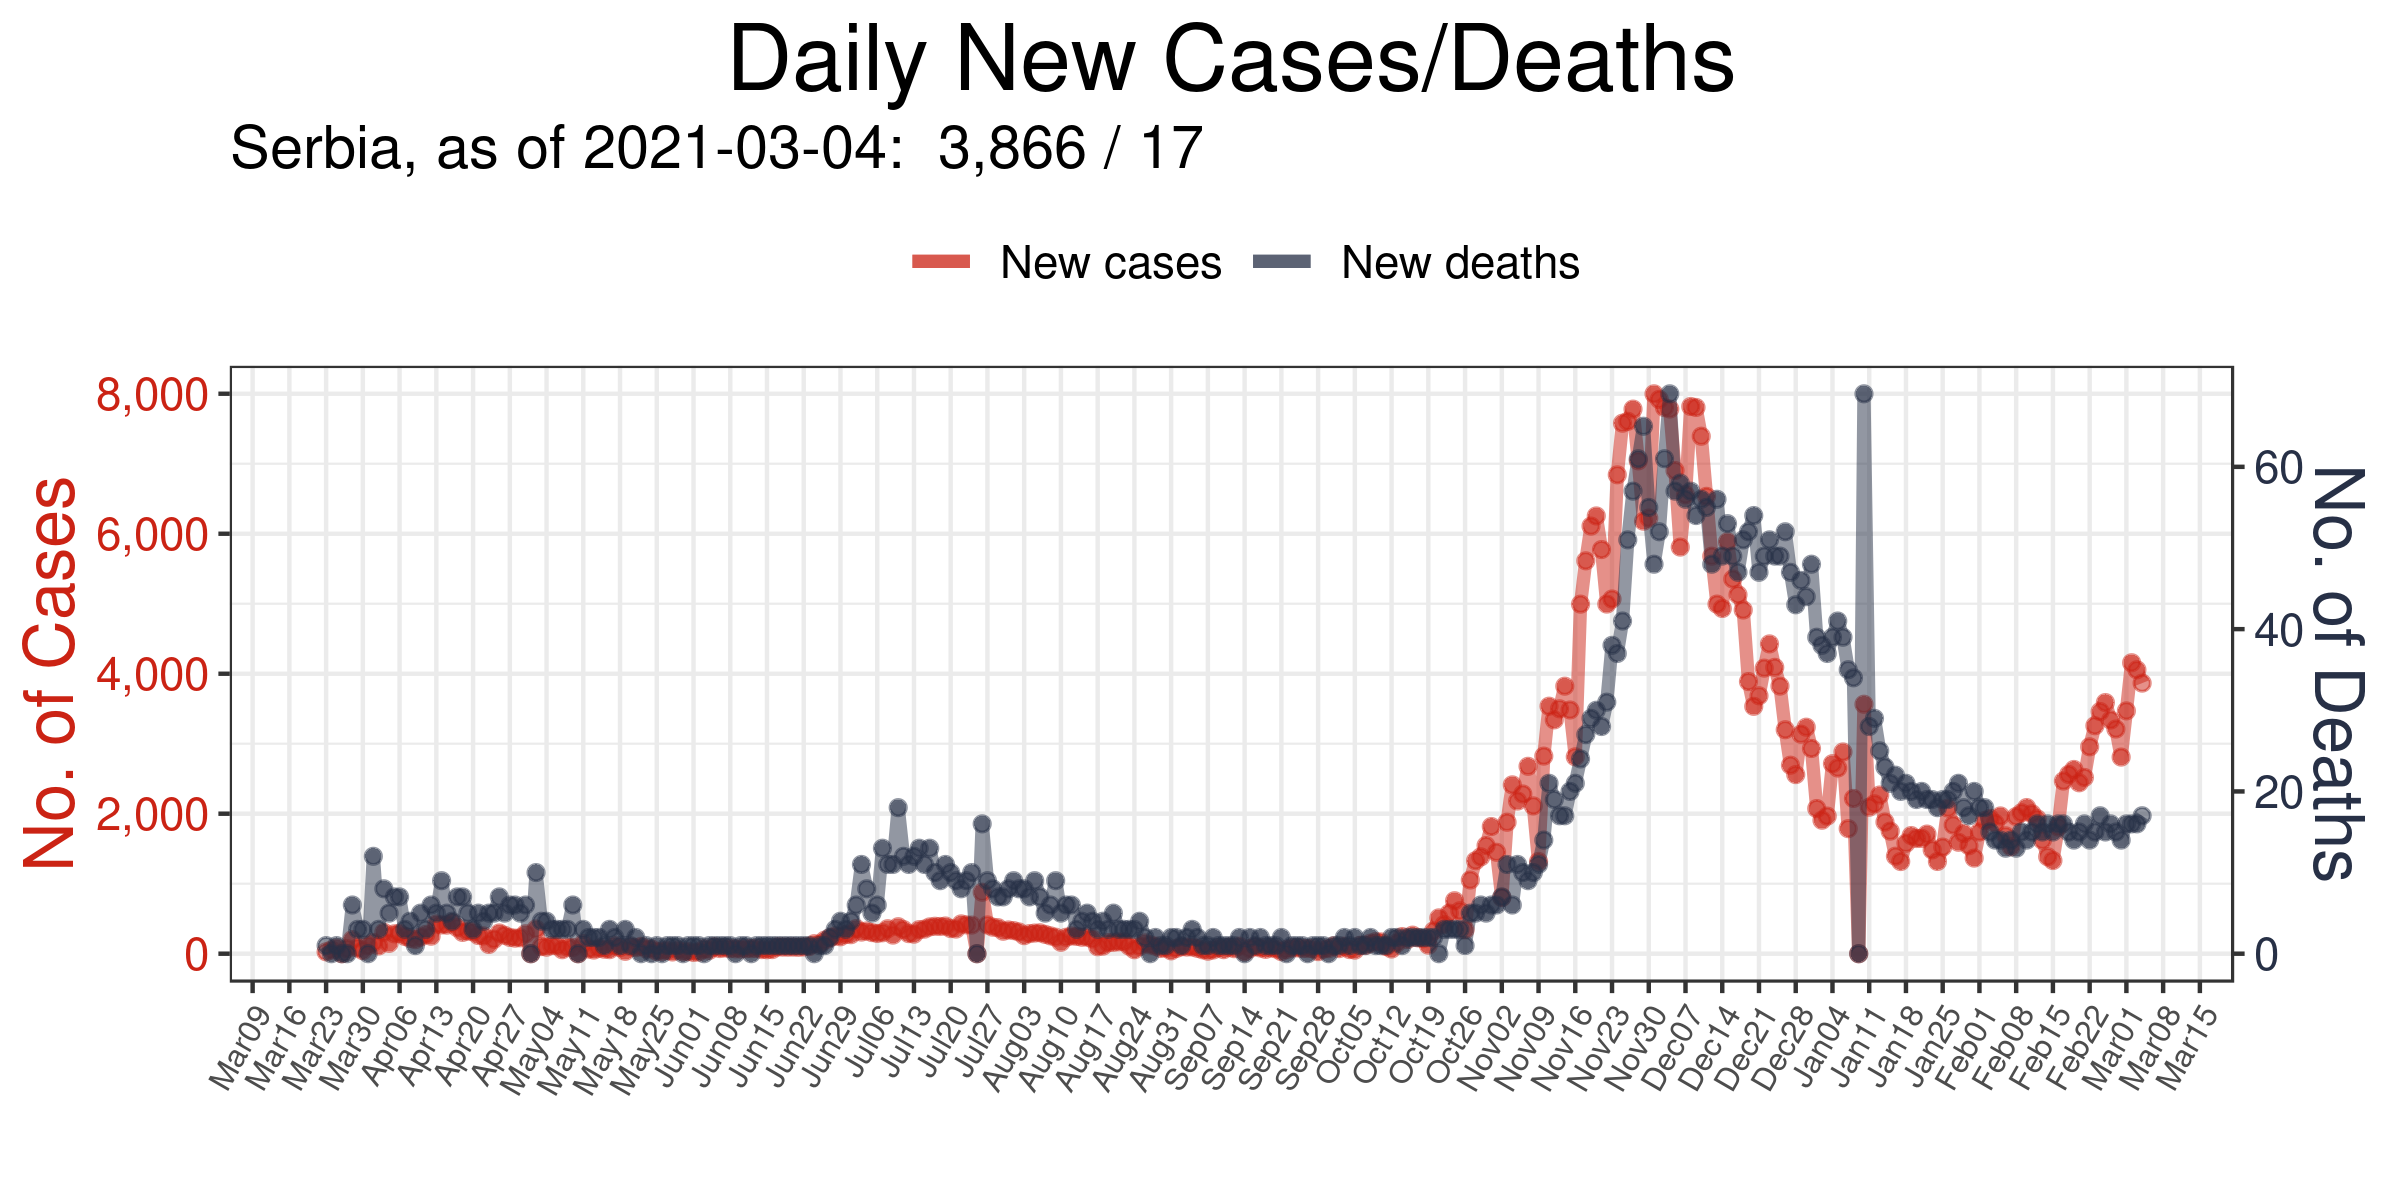 Daily New Cases/Deaths
Serbia, as of 2021-03-04: 3,866 / 17
New cases New deaths
No. of Cases
8,000
6,000
4,000
2,000
0
60
40
20
0
No. of Deaths
Mar09 Mar16 Mar23 Mar30 Apr06 Apr13 Apr20 Apr27 May04 May11 May18 May25 Jun01 Jun08 Jun15 Jun22 Jun29 Jul06 Jul13 Jul20 Jul27 Aug03 Aug10 Aug17 Aug24 Aug31 Sep07 Sep14 Sep21 Sep28 Oct05 Oct12 Oct19 Oct26 Nov02 Nov09 Nov16 Nov23 Nov30 Dec07 Dec14 Dec21 Dec28 Jan04 Jan11 Jan18 Jan25 Feb01 Feb08 Feb15 Feb22 Mar01 Mar08 Mar15